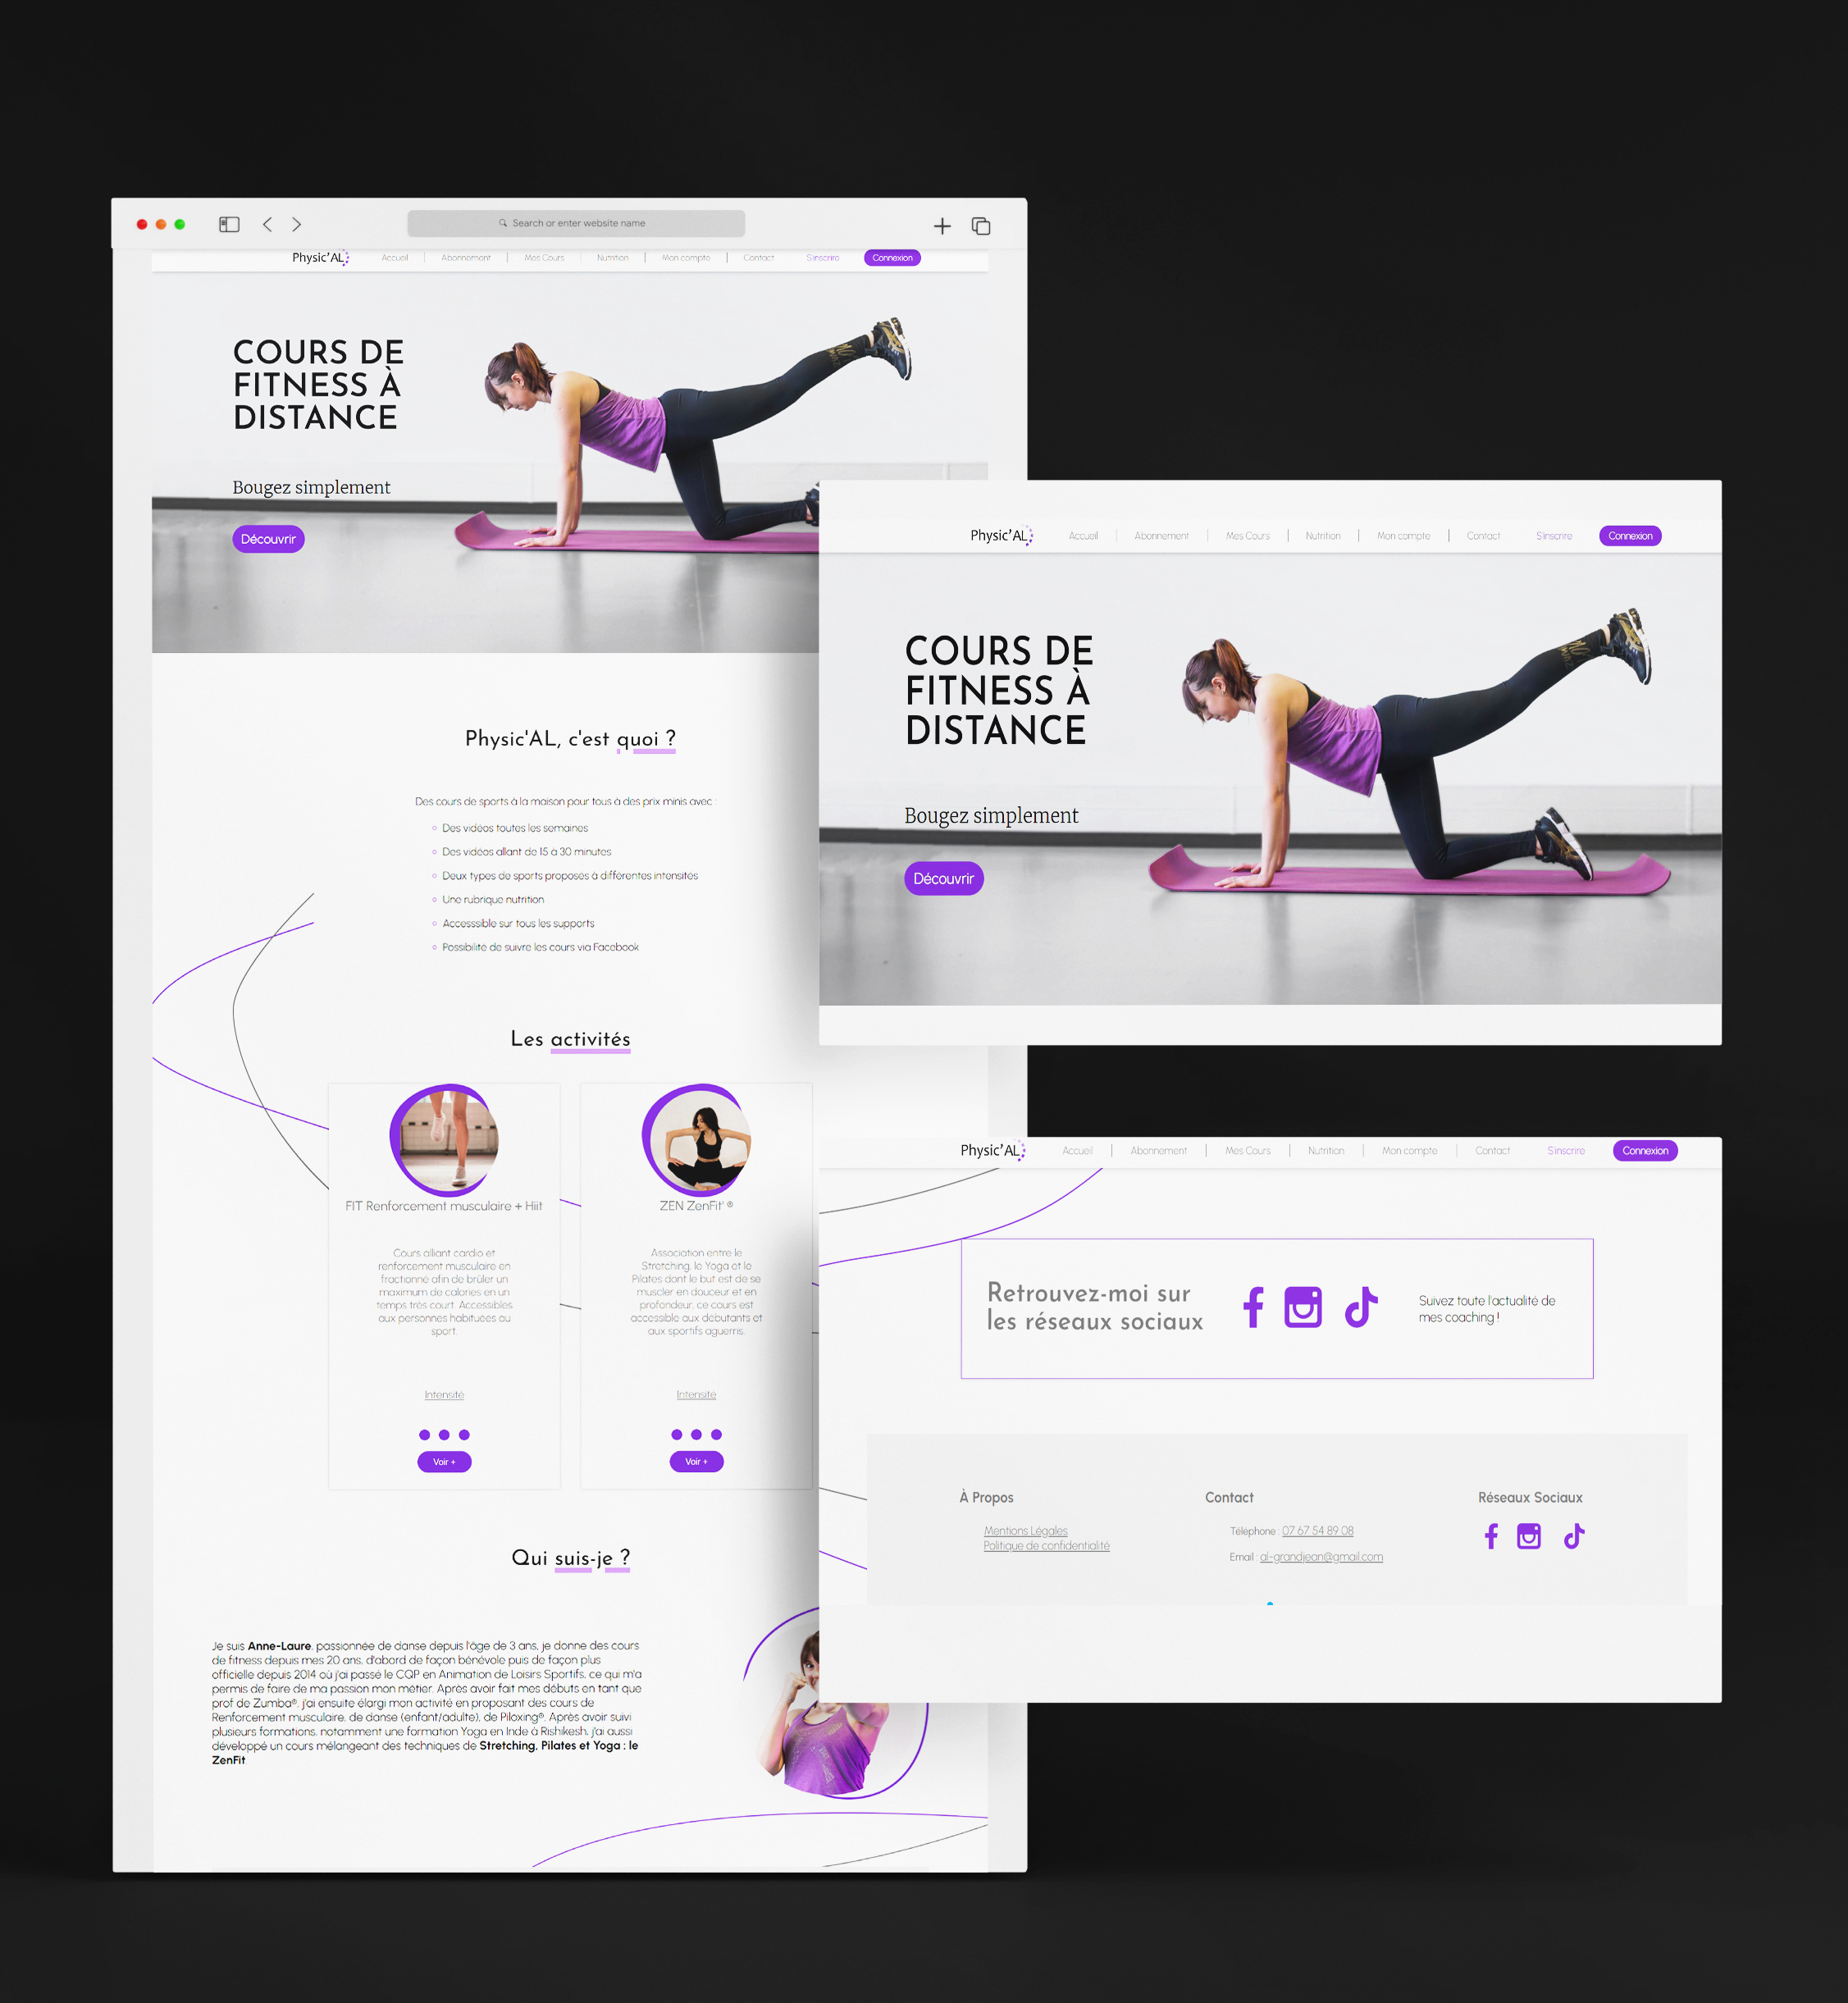 Search or enter website name
Physic'AL
Accueil
Abonnement
Mes Cours
Nutrition
Mon compte
Contact
S'inscrire
Connexion
COURS DE
FITNESS À
DISTANCE
Bougez simplement
Découvrir
Physic'AL, c'est quoi ?
Des cours de sports à la maison pour tous à des prix minis avec :
Des vidéos toutes les semaines
Des vidéos allant de 15 à 30 minutes
Deux types de sports proposés à différentes intensités
Une rubrique nutrition
Accesssible sur tous les supports
Possibilité de suivre les cours via Facebook
Les activités
FIT Renforcement musculaire + Hiit
Cours alliant cardio et
renforcement musculaire en
fractionné afin de brûler un
maximum de calories en un
temps très court. Accessibles
aux personnes habituées au
sport.
Intensité
Voir +
ZEN ZenFit' ®
Association entre le
Stretching, le Yoga et le
Pilates dont le but est de se
muscler en douceur et en
profondeur, ce cours est
accessible aux débutants et
aux sportifs aguerris.
Intensité
Voir +
Qui suis-je ?
Je suis Anne-Laure, passionnée de danse depuis l'âge de 3 ans, je donne des cours
de fitness depuis mes 20 ans, d'abord de façon bénévole puis de façon plus
officielle depuis 2014 où j'ai passé le CQP en Animation de Loisirs Sportifs, ce qui m'a
permis de faire de ma passion mon métier. Après avoir fait mes débuts en tant que
prof de Zumba®, j'ai ensuite élargi mon activité en proposant des cours de
Renforcement musculaire, de danse (enfant/adulte), de Piloxing®. Après avoir suivi
plusieurs formations, notamment une formation Yoga en Inde à Rishikesh, j'ai aussi
développé un cours mélangeant des techniques de Stretching, Pilates et Yoga : le
ZenFit
Physic'AL
Accueil
Abonnement
Mes Cours
Nutrition
Mon compte
Contact
S'inscrire
Connexion
COURS DE
FITNESS À
DISTANCE
Bougez simplement
Découvrir
Physic'AL
Accueil
Abonnement
Mes Cours
Nutrition
Mon compte
Contact
S'inscrire
Connexion
Retrouvez-moi sur
les réseaux sociaux
Suivez toute l'actualité de
mes coaching !
À Propos
Mentions Légales
Politique de confidentialité
Contact
Téléphone : 07 67 54 89 08
Email : al-grandjean@gmail.com
Réseaux Sociaux